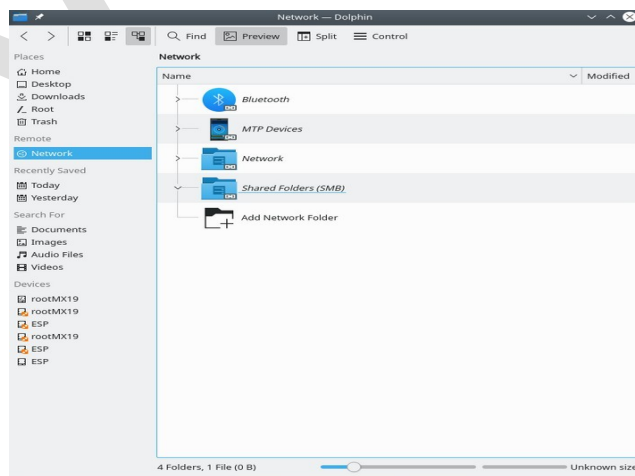 Network — Dolphin
Find
Preview
Split
Control
Places
Home
Desktop
Downloads
Root
Trash
Remote
Network
Recently Saved
Today
Yesterday
Search For
Documents
Images
Audio Files
Videos
Devices
rootMX19
rootMX19
ESP
rootMX19
ESP
ESP
Network
Name
Modified
Bluetooth
MTP Devices
Network
Shared Folders (SMB)
Add Network Folder
4 Folders, 1 File (0 B)
Unknown size